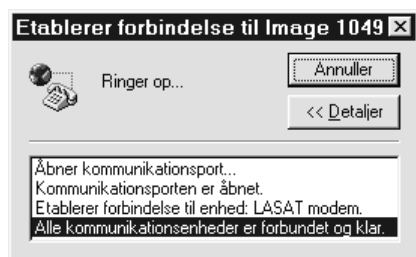 Etablerer forbindelse til Image 1049
Ringer op...
Annuller
<< Detaljer
Åbner kommunikationsport...
Kommunikationsporten er åbnet.
Etablerer forbindelse til enhed: LASAT modem.
Alle kommunikationsenheder er forbundet og klar.